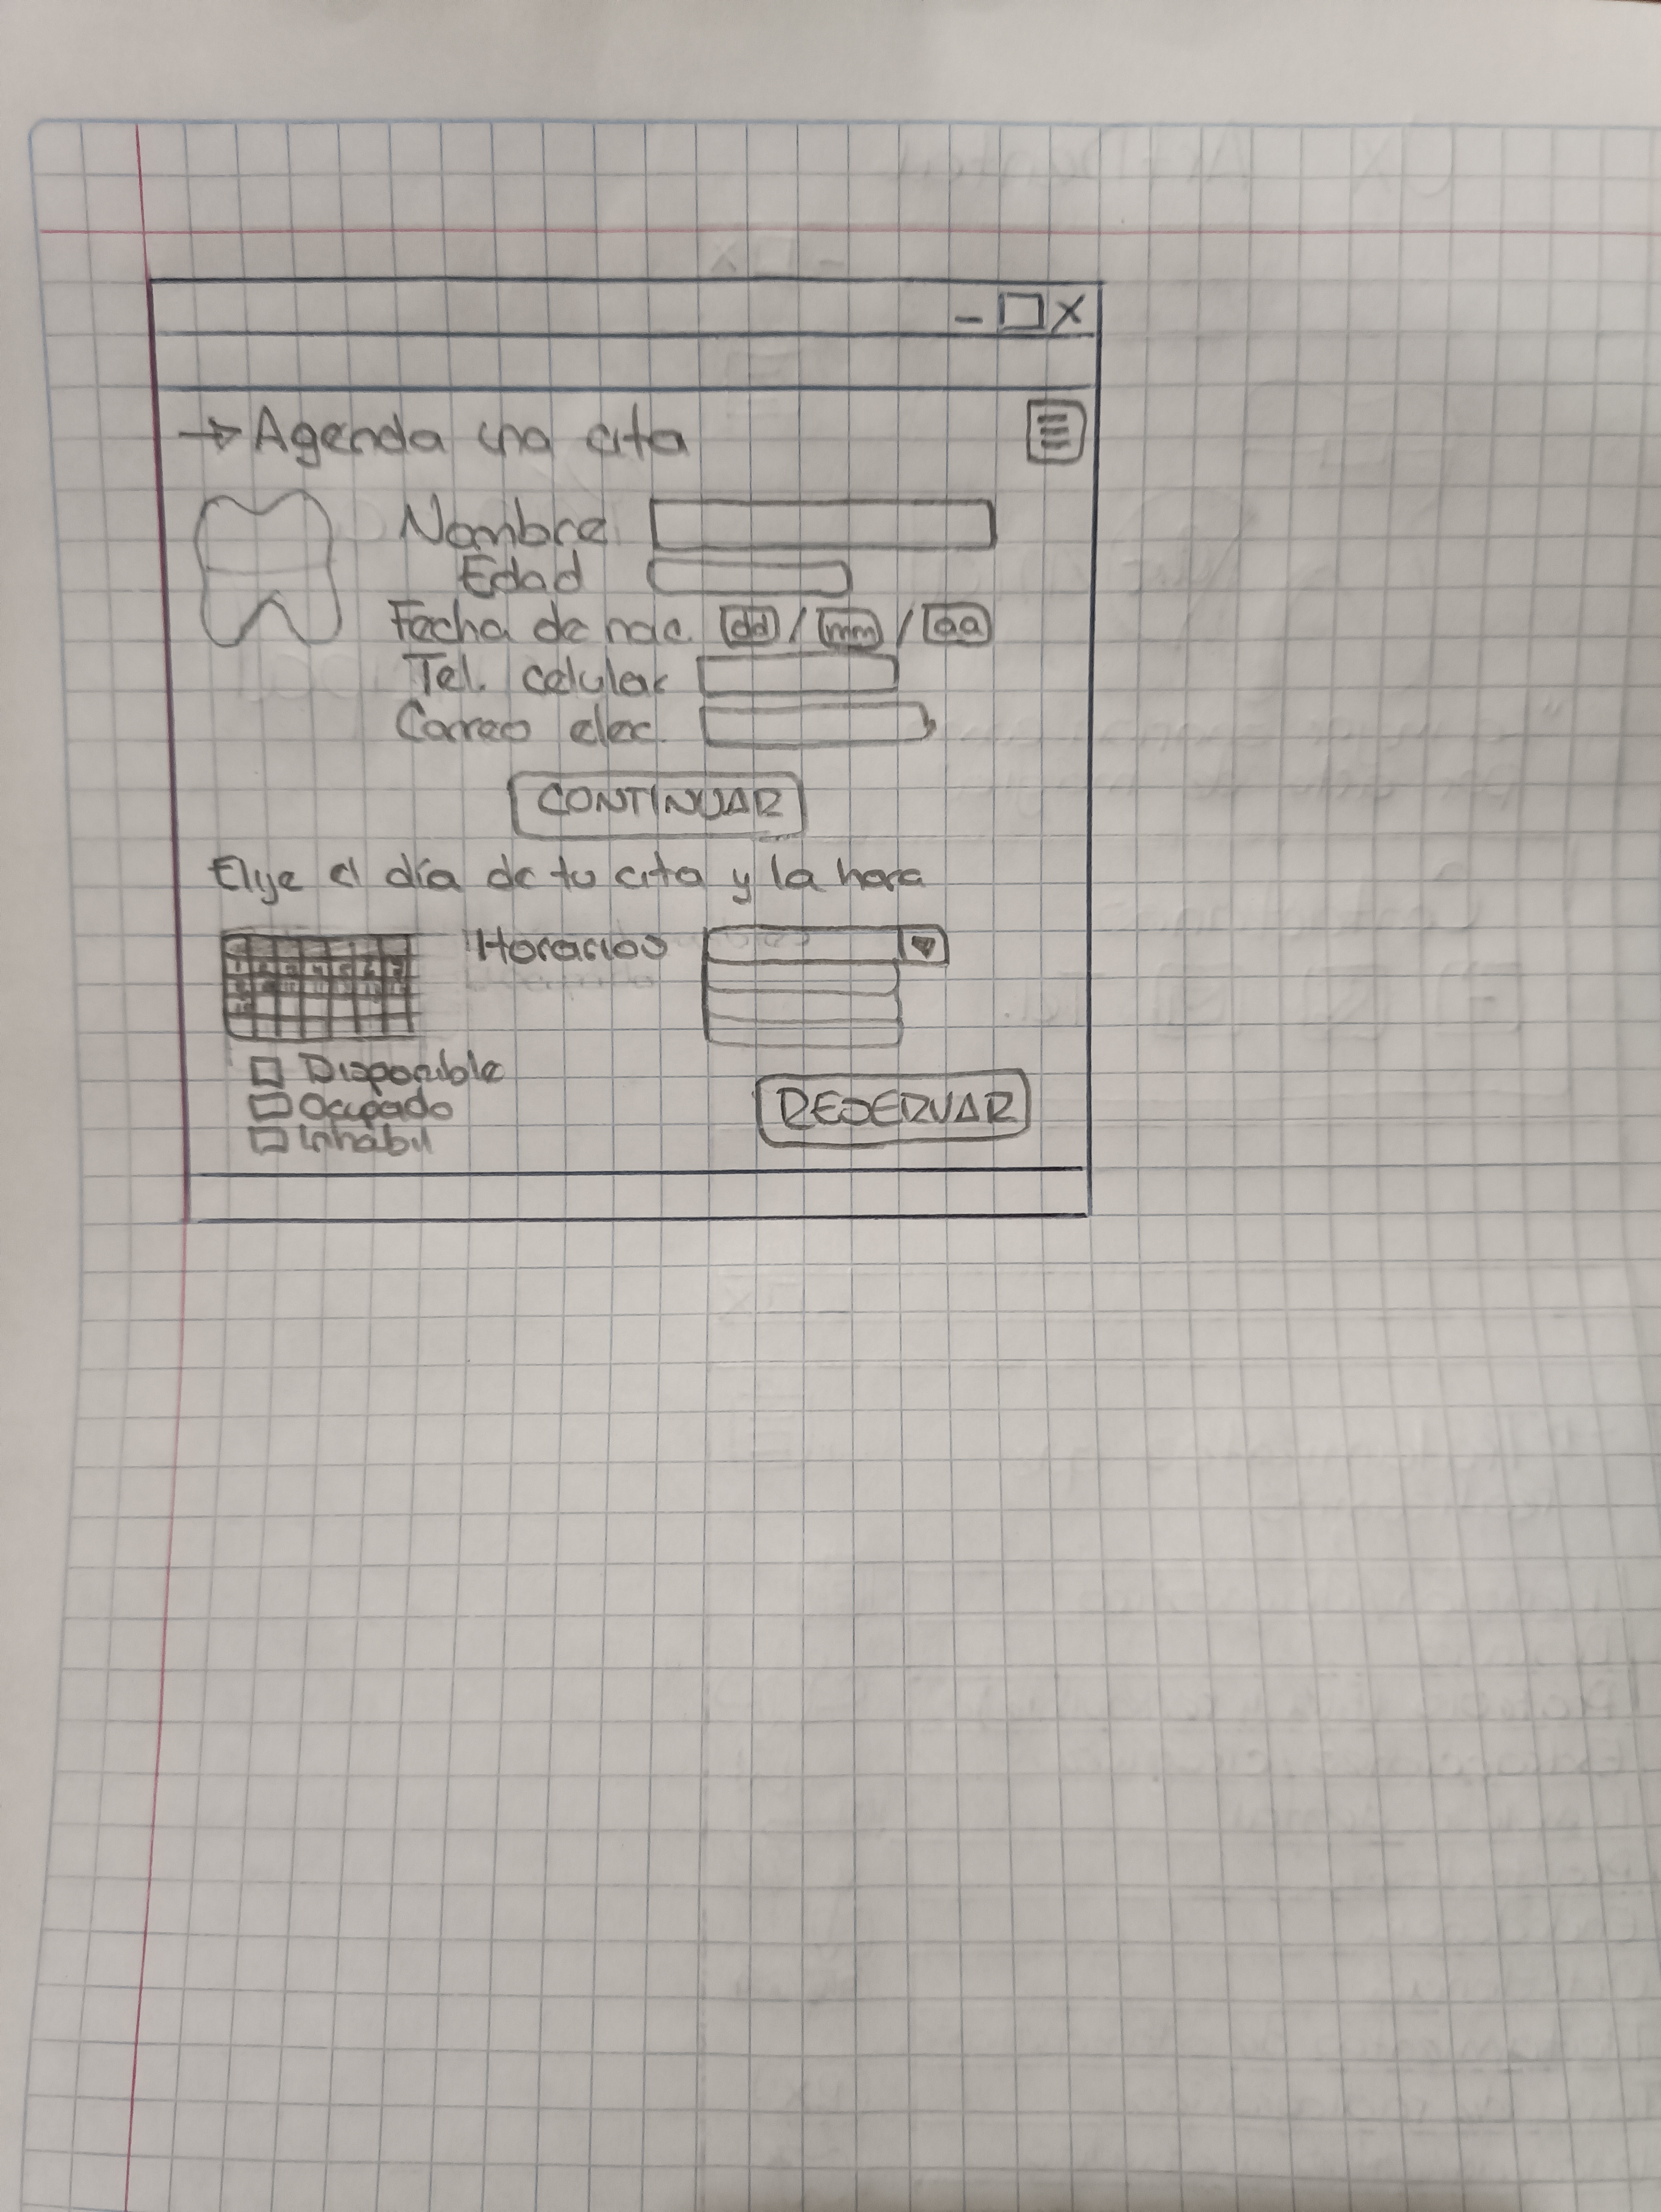 → Agenda una cita
Nombre
Edad
Fecha de nac. dd / mm / aa
Tel. celular
Correo elec.
CONTINUAR
Elije el día de tu cita y la hora
Horarios
Disponible
Ocupado
Inhábil
RESERVAR